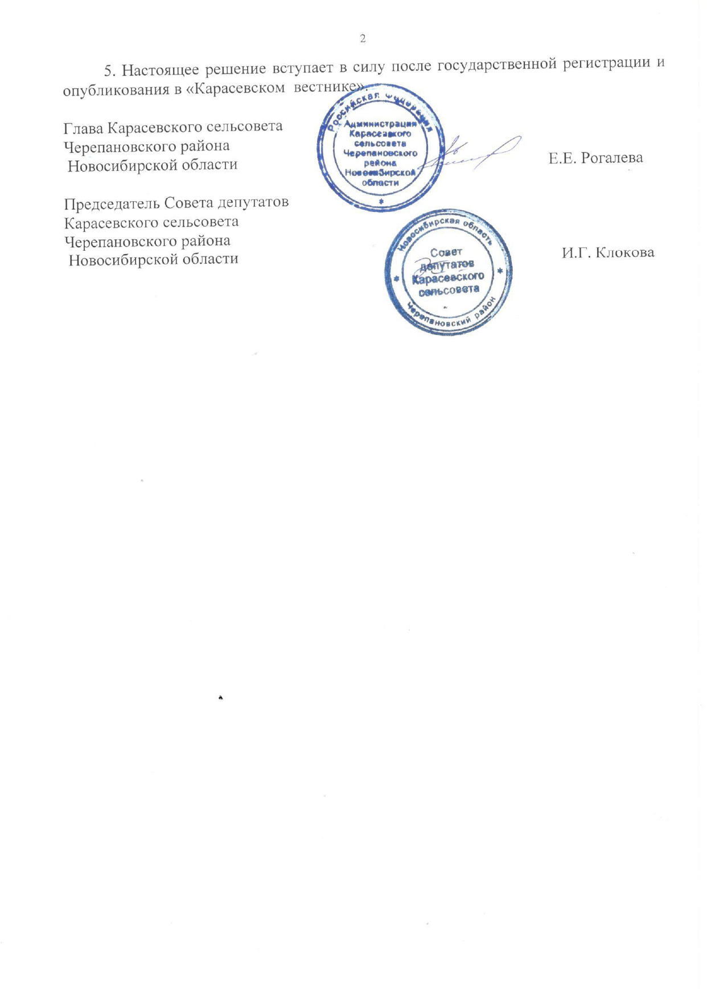 2
5. Настоящее решение вступает в силу после государственной регистрации и
опубликования в «Карасевском вестнике».
Глава Карасевского сельсовета
Черепановского района
Новосибирской области
Е.Е. Рогалева
Российская Федерация
Администрация
Карасевкого
сельсовета
Черепановского
района
Новосибирской
области
Председатель Совета депутатов
Карасевского сельсовета
Черепановского района
Новосибирской области
И.Г. Клокова
Новосибирская область
Совет
депутатов
Карасевского
сельсовета
Черепановский район